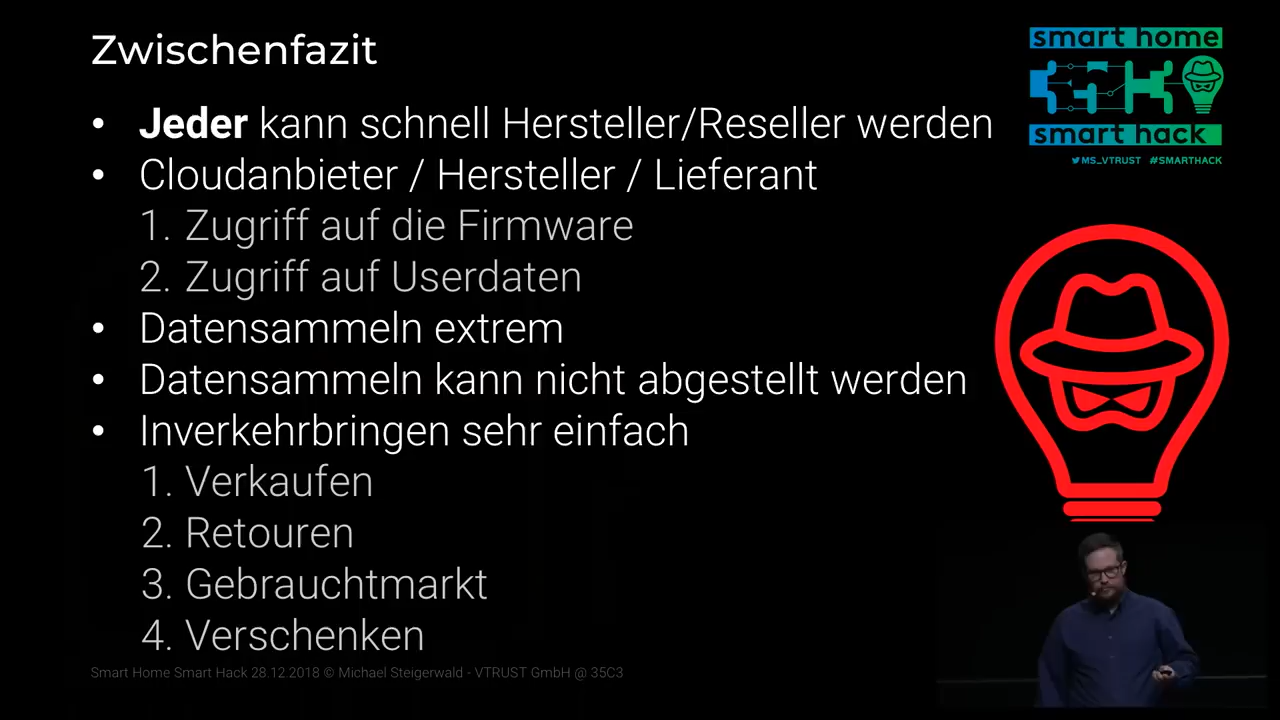 Zwischenfazit
• Jeder kann schnell Hersteller/Reseller werden
• Cloudanbieter / Hersteller / Lieferant
1. Zugriff auf die Firmware
2. Zugriff auf Userdaten
• Datensammeln extrem
• Datensammeln kann nicht abgestellt werden
• Inverkehrbringen sehr einfach
1. Verkaufen
2. Retouren
3. Gebrauchtmarkt
4. Verschenken
Smart Home Smart Hack 28.12.2018 © Michael Steigerwald - VTRUST GmbH @ 35C3
smart home
35C3
smart hack
MS_VTRUST #SMARTHACK